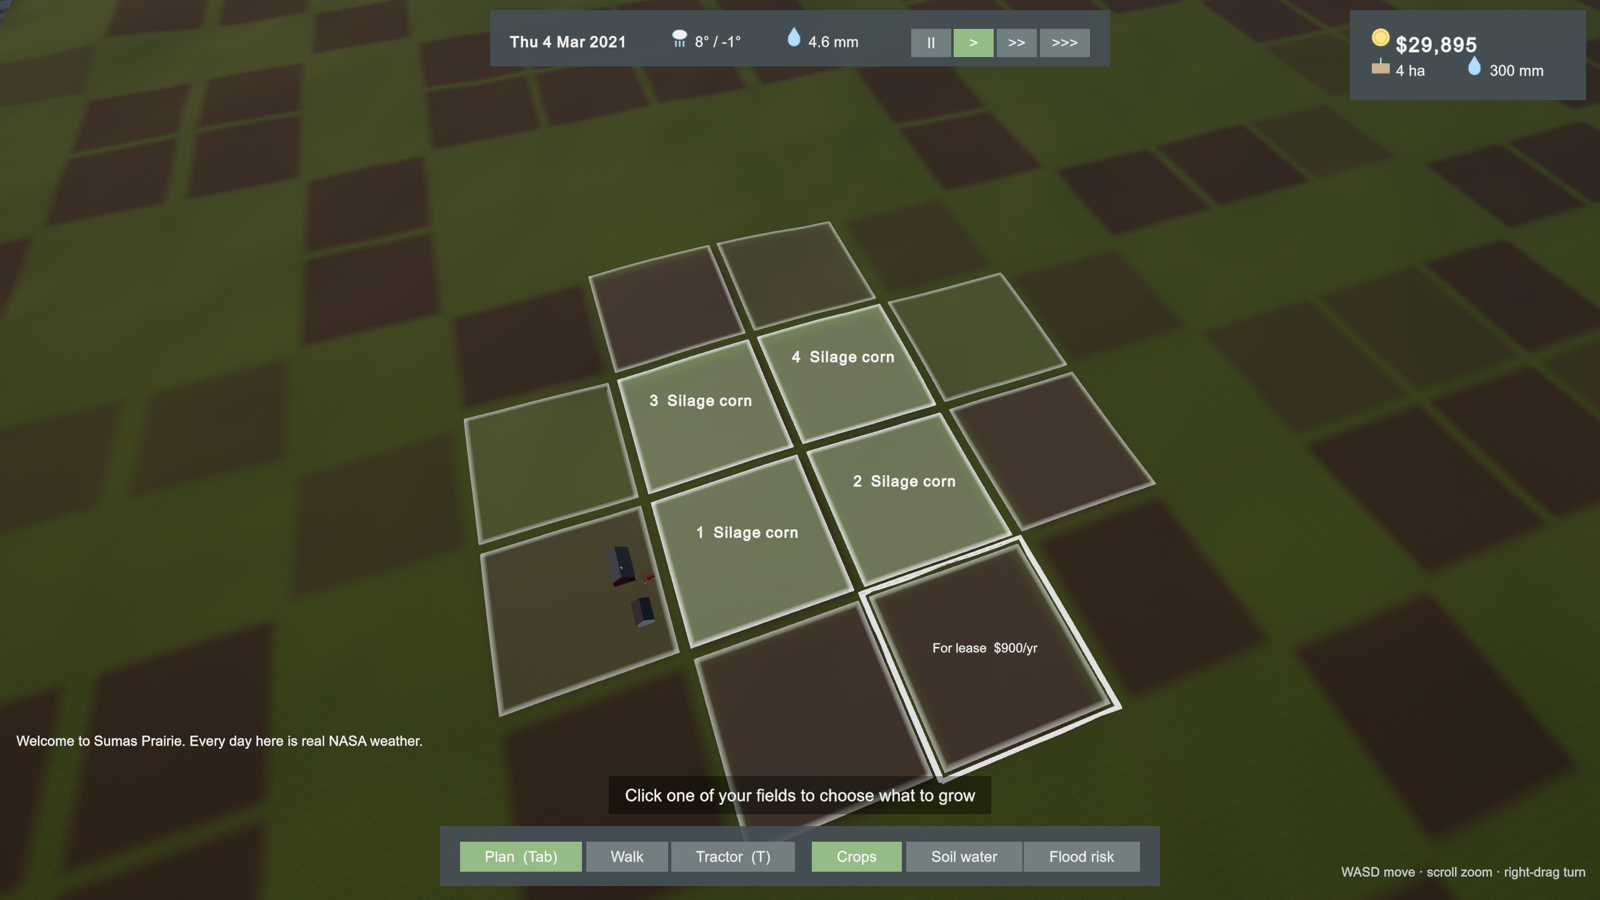 Thu 4 Mar 2021
8° / -1°
4.6 mm
||
>
>>
>>>
$29,895
4 ha
300 mm
4 Silage corn
3 Silage corn
2 Silage corn
1 Silage corn
For lease $900/yr
Welcome to Sumas Prairie. Every day here is real NASA weather.
Click one of your fields to choose what to grow
Plan (Tab)
Walk
Tractor (T)
Crops
Soil water
Flood risk
WASD move · scroll zoom · right-drag turn